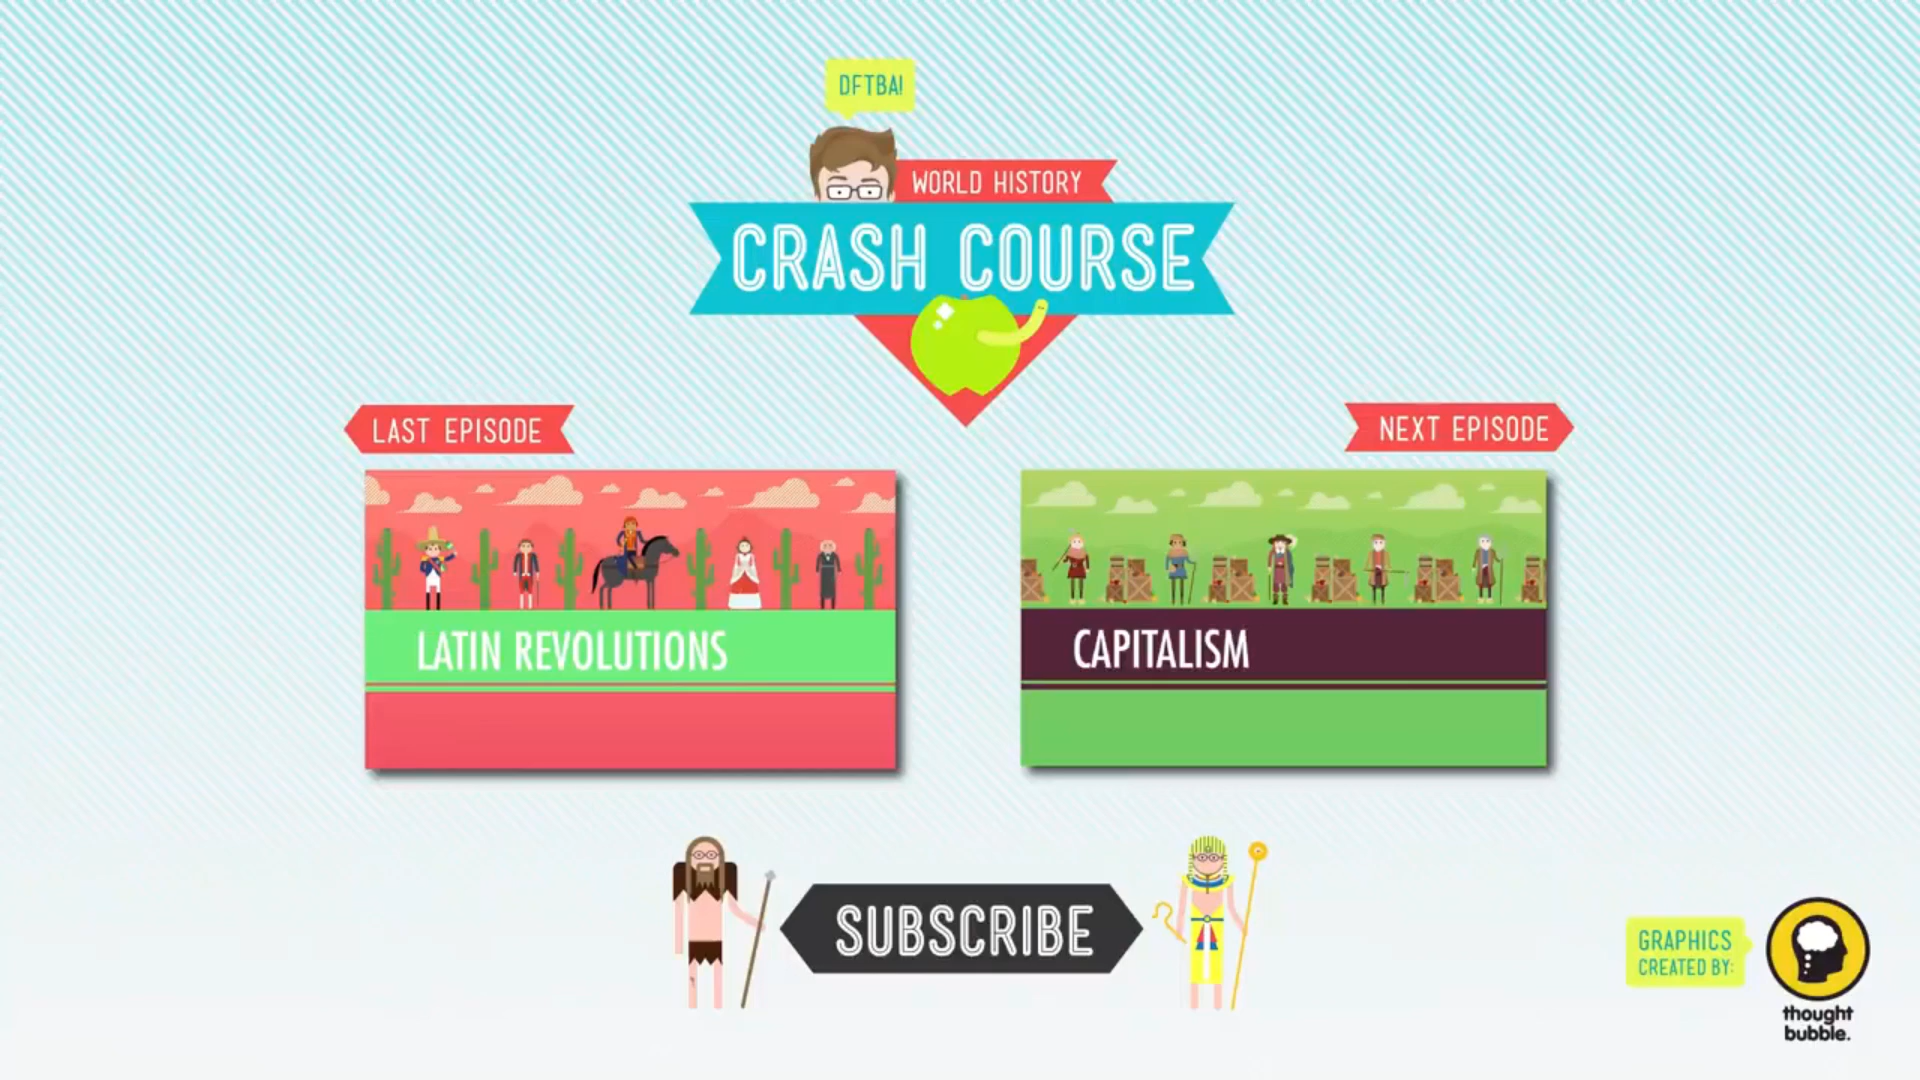 DFTBA!
WORLD HISTORY
CRASH COURSE
LAST EPISODE
NEXT EPISODE
LATIN REVOLUTIONS
CAPITALISM
SUBSCRIBE
GRAPHICS
CREATED BY:
thought
bubble.